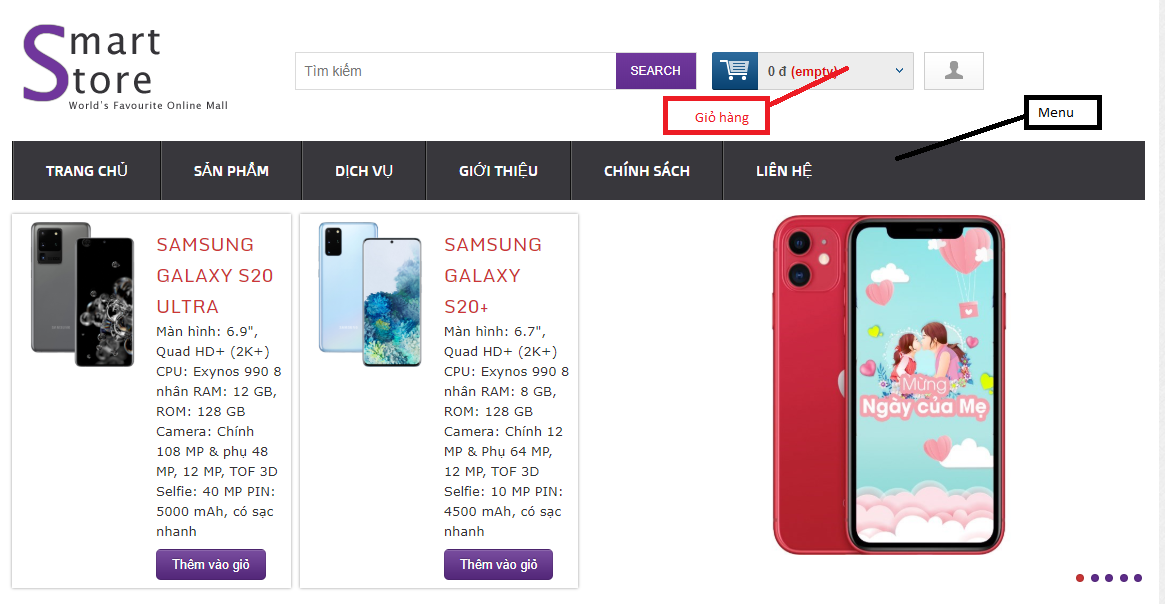 Smart
Store
World's Favourite Online Mall
Tìm kiếm
SEARCH
0 đ (empty)
Giỏ hàng
Menu
TRANG CHỦ
SẢN PHẨM
DỊCH VỤ
GIỚI THIỆU
CHÍNH SÁCH
LIÊN HỆ
SAMSUNG
GALAXY S20
ULTRA
Màn hình: 6.9",
Quad HD+ (2K+)
CPU: Exynos 990 8
nhân RAM: 12 GB,
ROM: 128 GB
Camera: Chính
108 MP & phụ 48
MP, 12 MP, TOF 3D
Selfie: 40 MP PIN:
5000 mAh, có sạc
nhanh
Thêm vào giỏ
SAMSUNG
GALAXY
S20+
Màn hình: 6.7",
Quad HD+ (2K+)
CPU: Exynos 990 8
nhân RAM: 8 GB,
ROM: 128 GB
Camera: Chính 12
MP & Phụ 64 MP,
12 MP, TOF 3D
Selfie: 10 MP PIN:
4500 mAh, có sạc
nhanh
Thêm vào giỏ
Mừng
Ngày của Mẹ